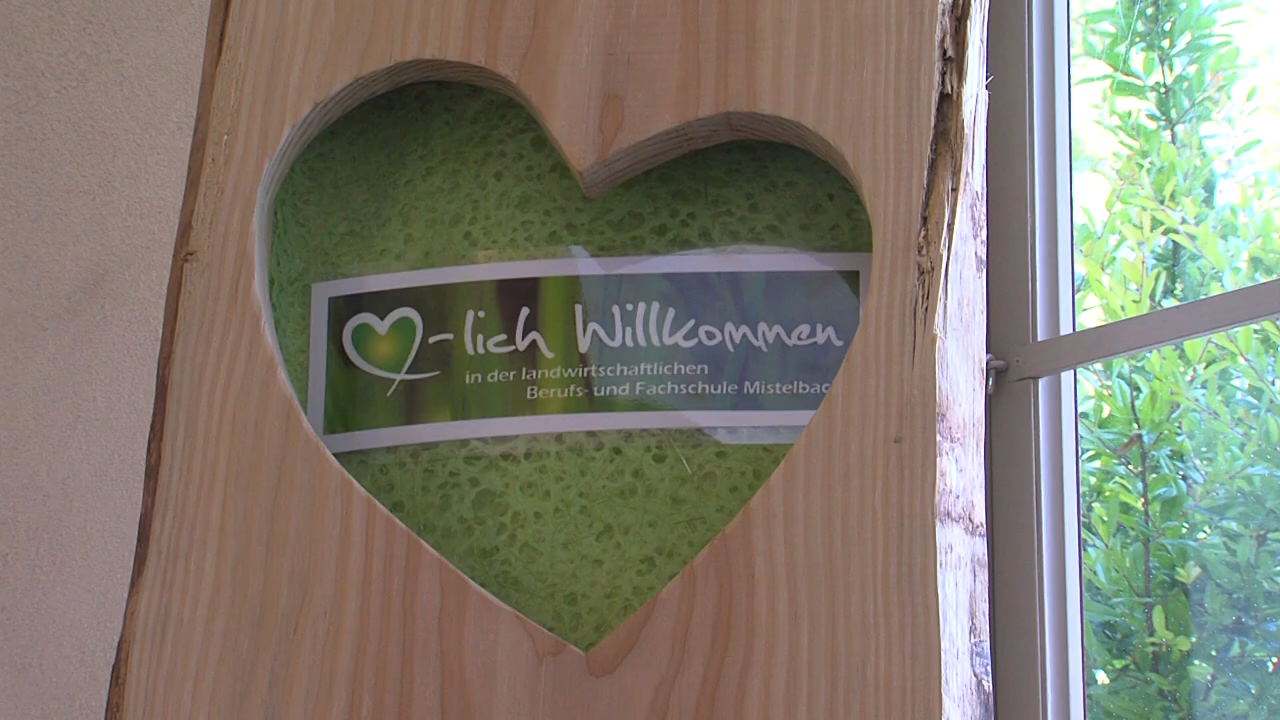 -lich Willkommen
in der landwirtschaftlichen
Berufs- und Fachschule Mistelbac